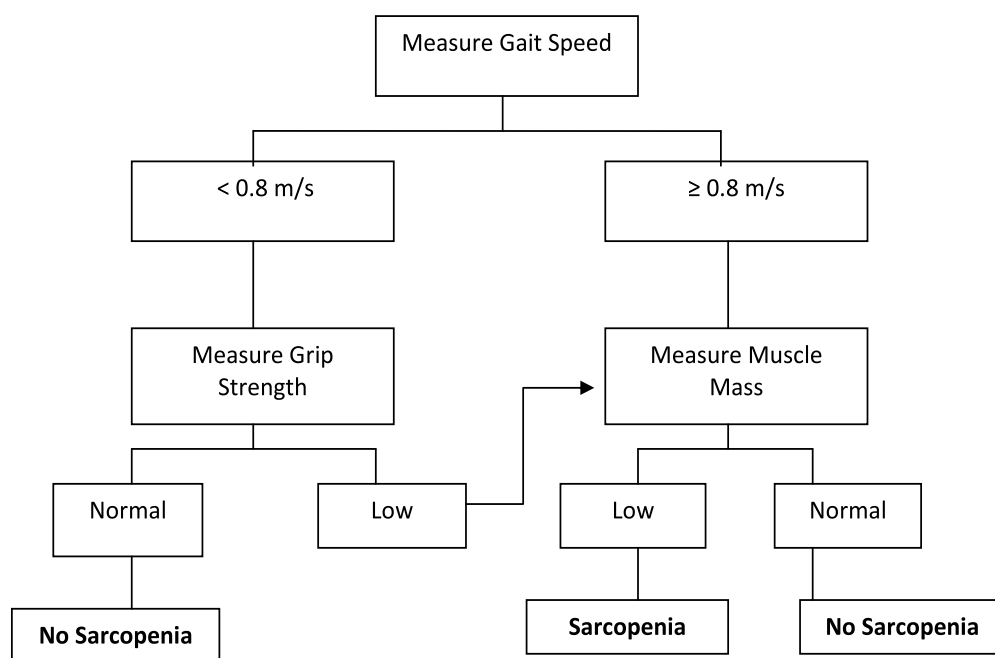 Measure Gait Speed
< 0.8 m/s
≥ 0.8 m/s
Measure Grip
Strength
Measure Muscle
Mass
Normal
Low
Low
Normal
No Sarcopenia
Sarcopenia
No Sarcopenia